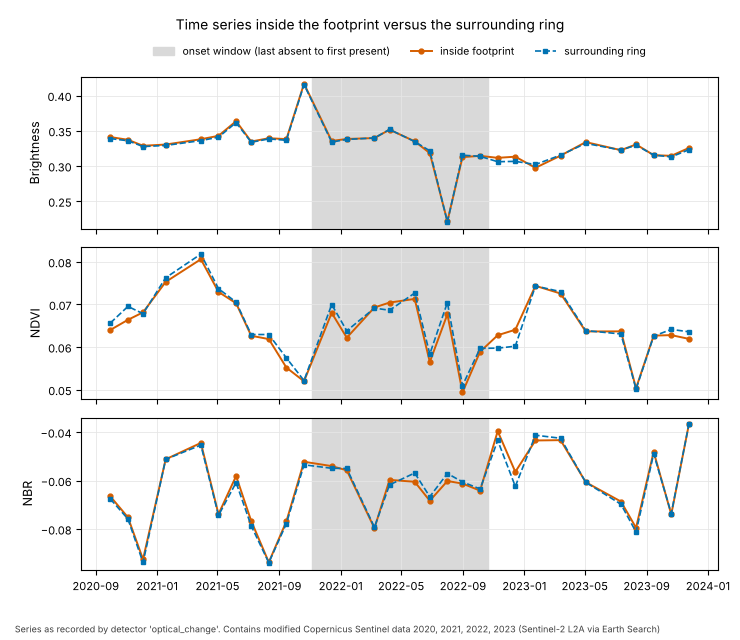 Time series inside the footprint versus the surrounding ring
onset window (last absent to first present) inside footprint surrounding ring
Brightness
0.40
0.35
0.30
0.25
NDVI
0.08
0.07
0.06
0.05
NBR
−0.04
−0.06
−0.08
2020-09 2021-01 2021-05 2021-09 2022-01 2022-05 2022-09 2023-01 2023-05 2023-09 2024-01
Series as recorded by detector 'optical_change'. Contains modified Copernicus Sentinel data 2020, 2021, 2022, 2023 (Sentinel-2 L2A via Earth Search)